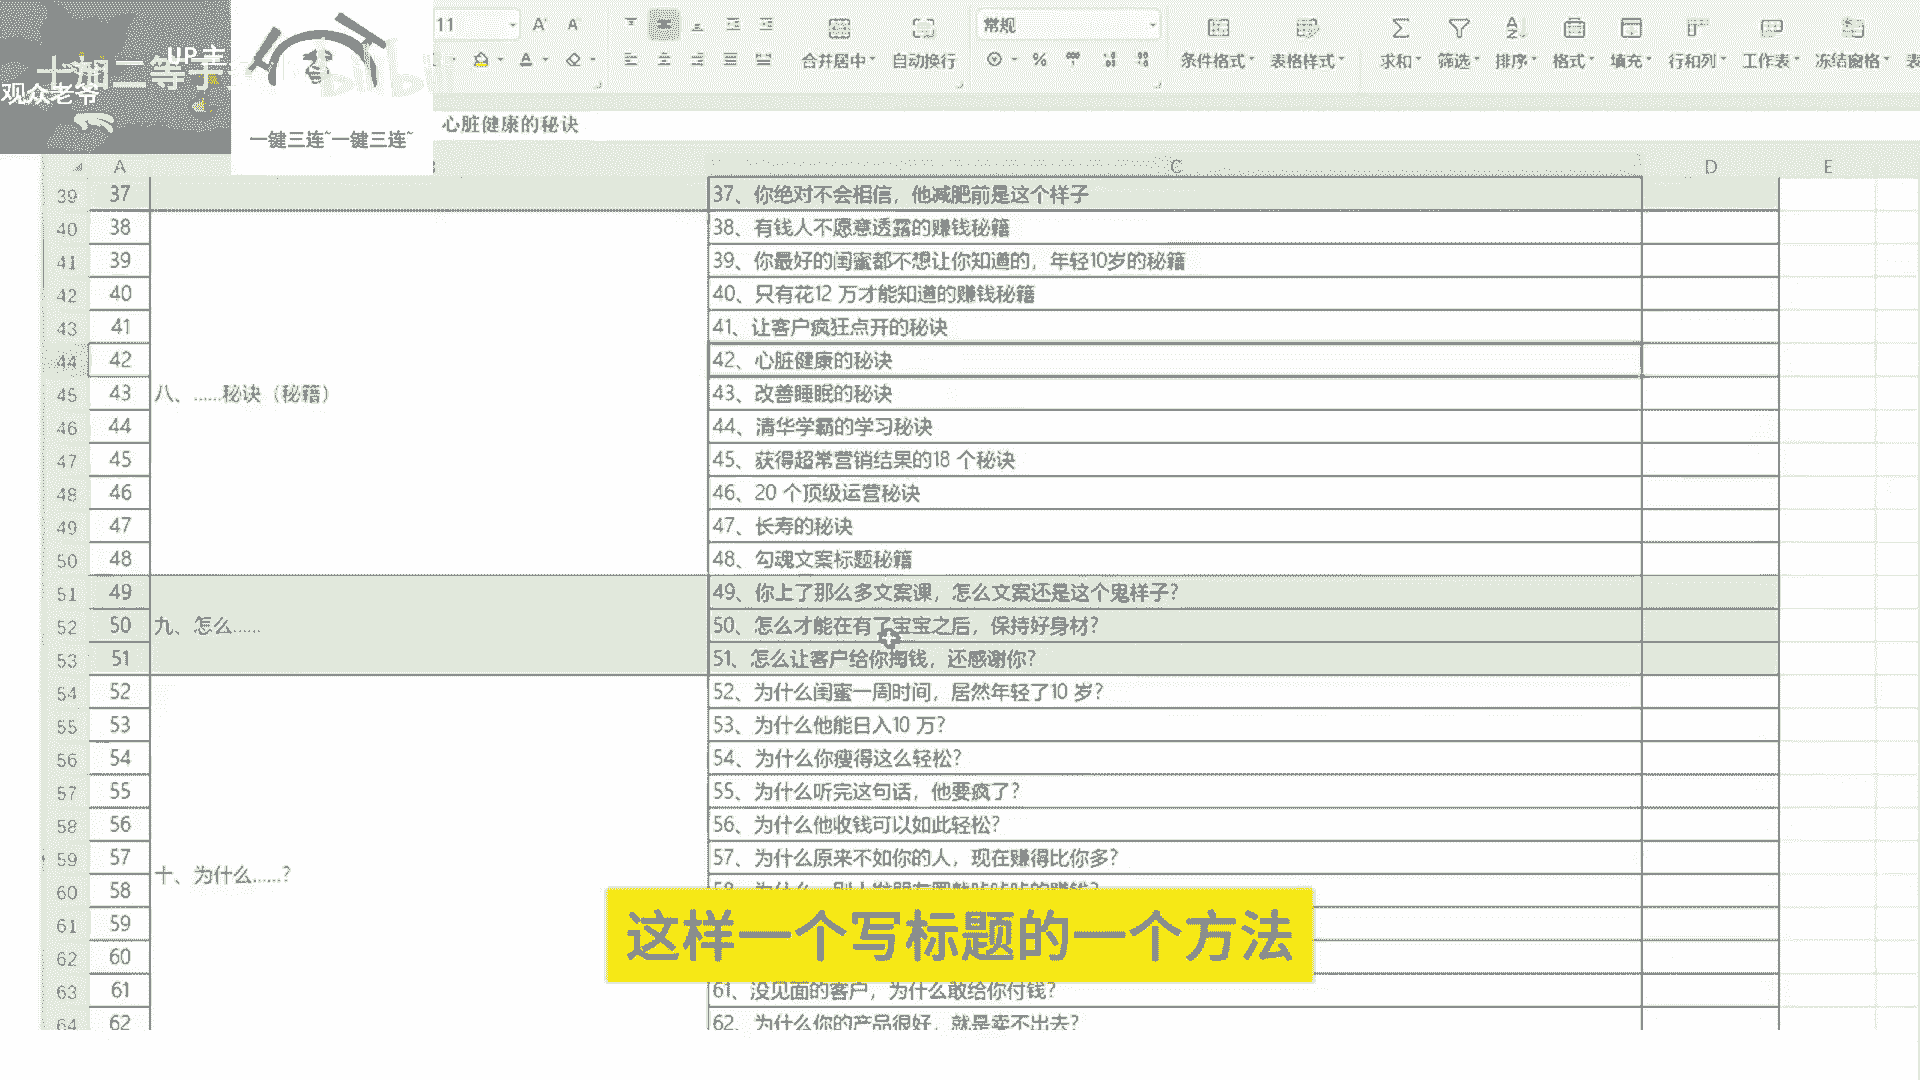 11
常规
合并居中
自动换行
%
条件格式
表格样式
求和
筛选
排序
格式
填充
行和列
工作表
冻结窗格
UP主
士加二等于
观众老爷
bilibili
一键三连~一键三连~
心脏健康的秘诀
A
C
D
E
39 37 37、你绝对不会相信，他减肥前是这个样子
40 38 38、有钱人不愿意透露的赚钱秘籍
41 39 39、你最好的闺蜜都不想让你知道的，年轻10岁的秘籍
42 40 40、只有花12 万才能知道的赚钱秘籍
43 41 41、让客户疯狂点开的秘诀
44 42 42、心脏健康的秘诀
45 43 八、……秘诀（秘籍） 43、改善睡眠的秘诀
46 44 44、清华学霸的学习秘诀
47 45 45、获得超常营销结果的18 个秘诀
48 46 46、20 个顶级运营秘诀
49 47 47、长寿的秘诀
50 48 48、勾魂文案标题秘籍
51 49 49、你上了那么多文案课，怎么文案还是这个鬼样子？
52 50 九、怎么…… 50、怎么才能在有了宝宝之后，保持好身材？
53 51 51、怎么让客户给你掏钱，还感谢你？
54 52 52、为什么闺蜜一周时间，居然年轻了10 岁？
55 53 53、为什么他能日入10 万？
56 54 54、为什么你瘦得这么轻松？
57 55 55、为什么听完这句话，他要疯了？
58 56 56、为什么他收钱可以如此轻松？
59 57 57、为什么原来不如你的人，现在赚得比你多？
十、为什么……？
60 58
61 59
62 60
这样一个写标题的一个方法
63 61 61、没见面的客户，为什么敢给你付钱？
64 62 62、为什么你的产品很好，就是卖不出去？